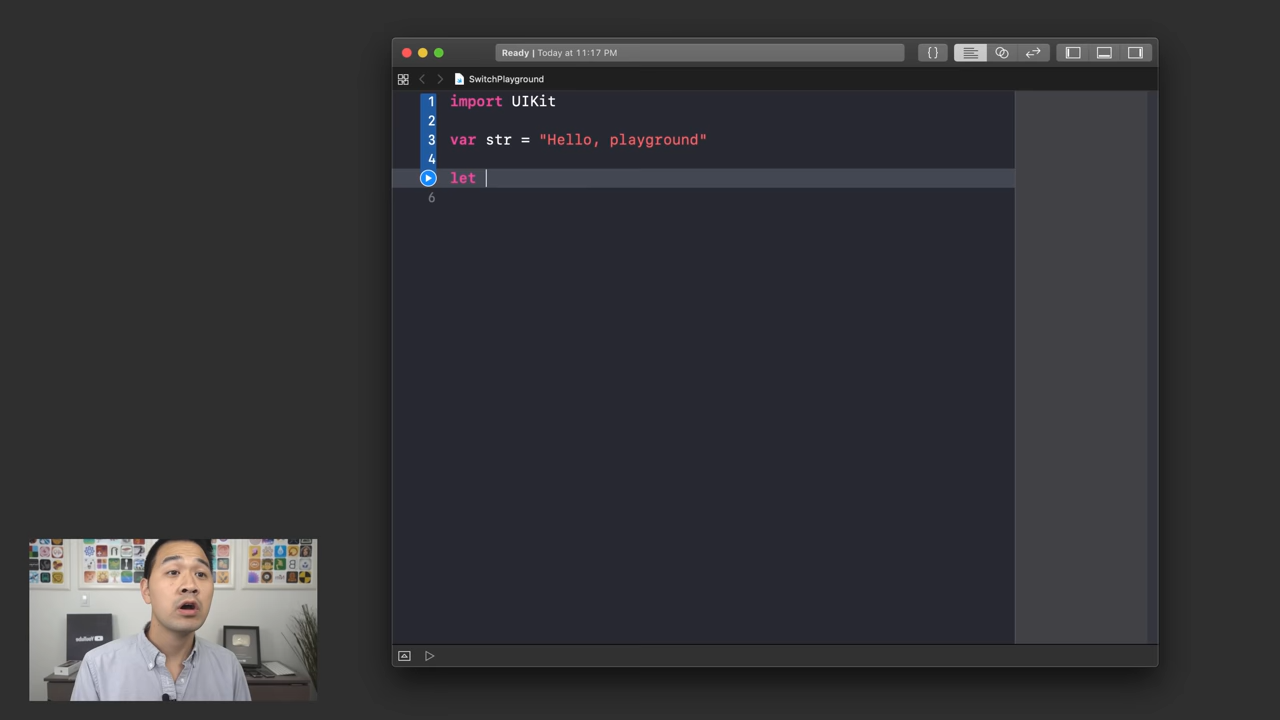 Ready | Today at 11:17 PM
{ }
SwitchPlayground
1 import UIKit
2
3 var str = "Hello, playground"
4
let
6
YouTube